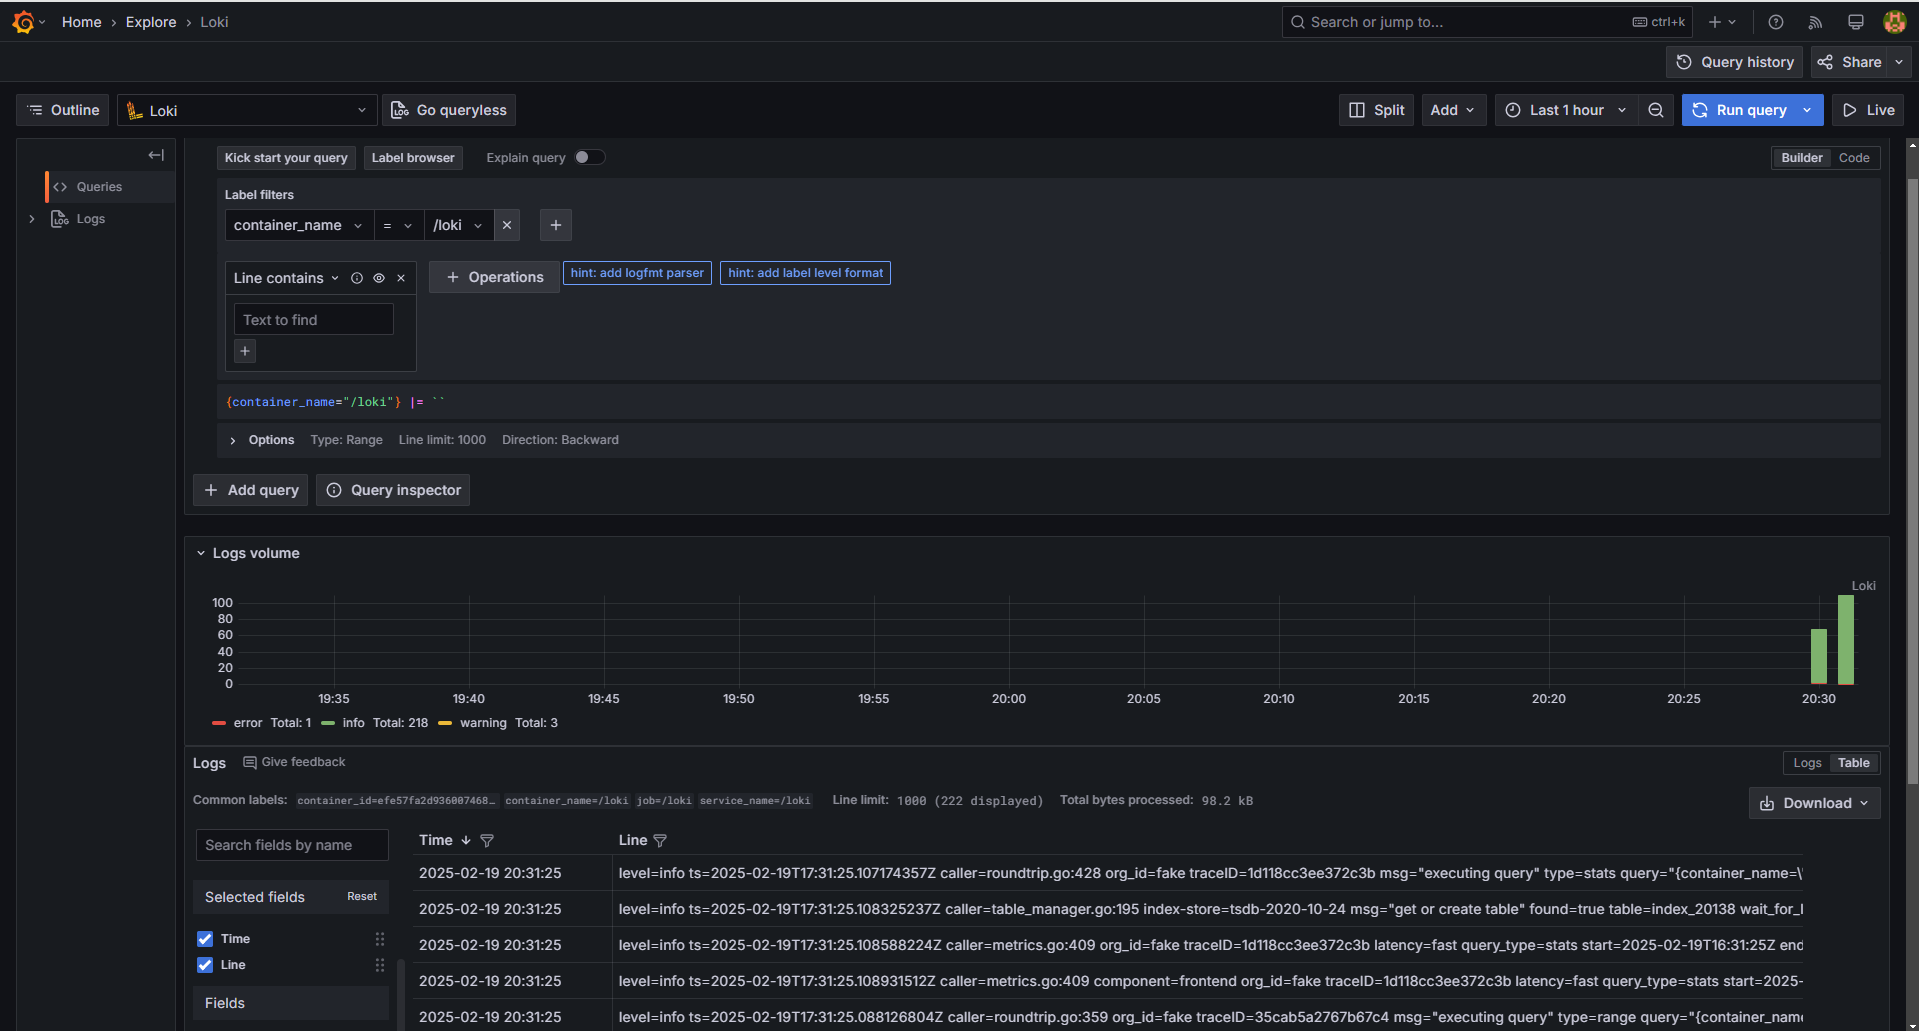 Home › Explore › Loki
Search or jump to...
ctrl+k
Query history
Share
Outline
Loki
Go queryless
Split
Add
Last 1 hour
Run query
Live
Queries
Logs
Kick start your query
Label browser
Explain query
Builder
Code
Label filters
container_name
=
/loki
Line contains
Operations
hint: add logfmt parser
hint: add label level format
Text to find
{container_name="/loki"} |= ``
Options Type: Range Line limit: 1000 Direction: Backward
Add query
Query inspector
Logs volume
Loki
100
80
60
40
20
0
19:35 19:40 19:45 19:50 19:55 20:00 20:05 20:10 20:15 20:20 20:25 20:30
error Total: 1 info Total: 218 warning Total: 3
Logs
Give feedback
Logs
Table
Common labels: container_id=efe57fa2d936007468… container_name=/loki job=/loki service_name=/loki Line limit: 1000 (222 displayed) Total bytes processed: 98.2 kB
Download
Search fields by name
Selected fields Reset
Time
Line
Fields
Time Line
2025-02-19 20:31:25 level=info ts=2025-02-19T17:31:25.107174357Z caller=roundtrip.go:428 org_id=fake traceID=1d118cc3ee372c3b msg="executing query" type=stats query="{container_name=\
2025-02-19 20:31:25 level=info ts=2025-02-19T17:31:25.108325237Z caller=table_manager.go:195 index-store=tsdb-2020-10-24 msg="get or create table" found=true table=index_20138 wait_for_
2025-02-19 20:31:25 level=info ts=2025-02-19T17:31:25.108588224Z caller=metrics.go:409 org_id=fake traceID=1d118cc3ee372c3b latency=fast query_type=stats start=2025-02-19T16:31:25Z end
2025-02-19 20:31:25 level=info ts=2025-02-19T17:31:25.108931512Z caller=metrics.go:409 component=frontend org_id=fake traceID=1d118cc3ee372c3b latency=fast query_type=stats start=2025-
2025-02-19 20:31:25 level=info ts=2025-02-19T17:31:25.088126804Z caller=roundtrip.go:359 org_id=fake traceID=35cab5a2767b67c4 msg="executing query" type=range query="{container_name